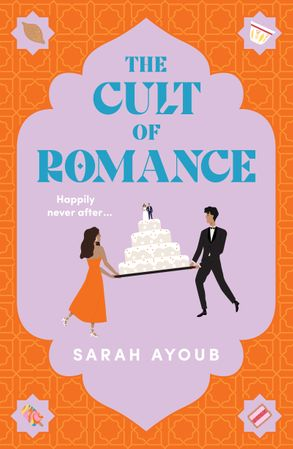 THE
CULT
OF
ROMANCE
Happily
never after...
SARAH AYOUB